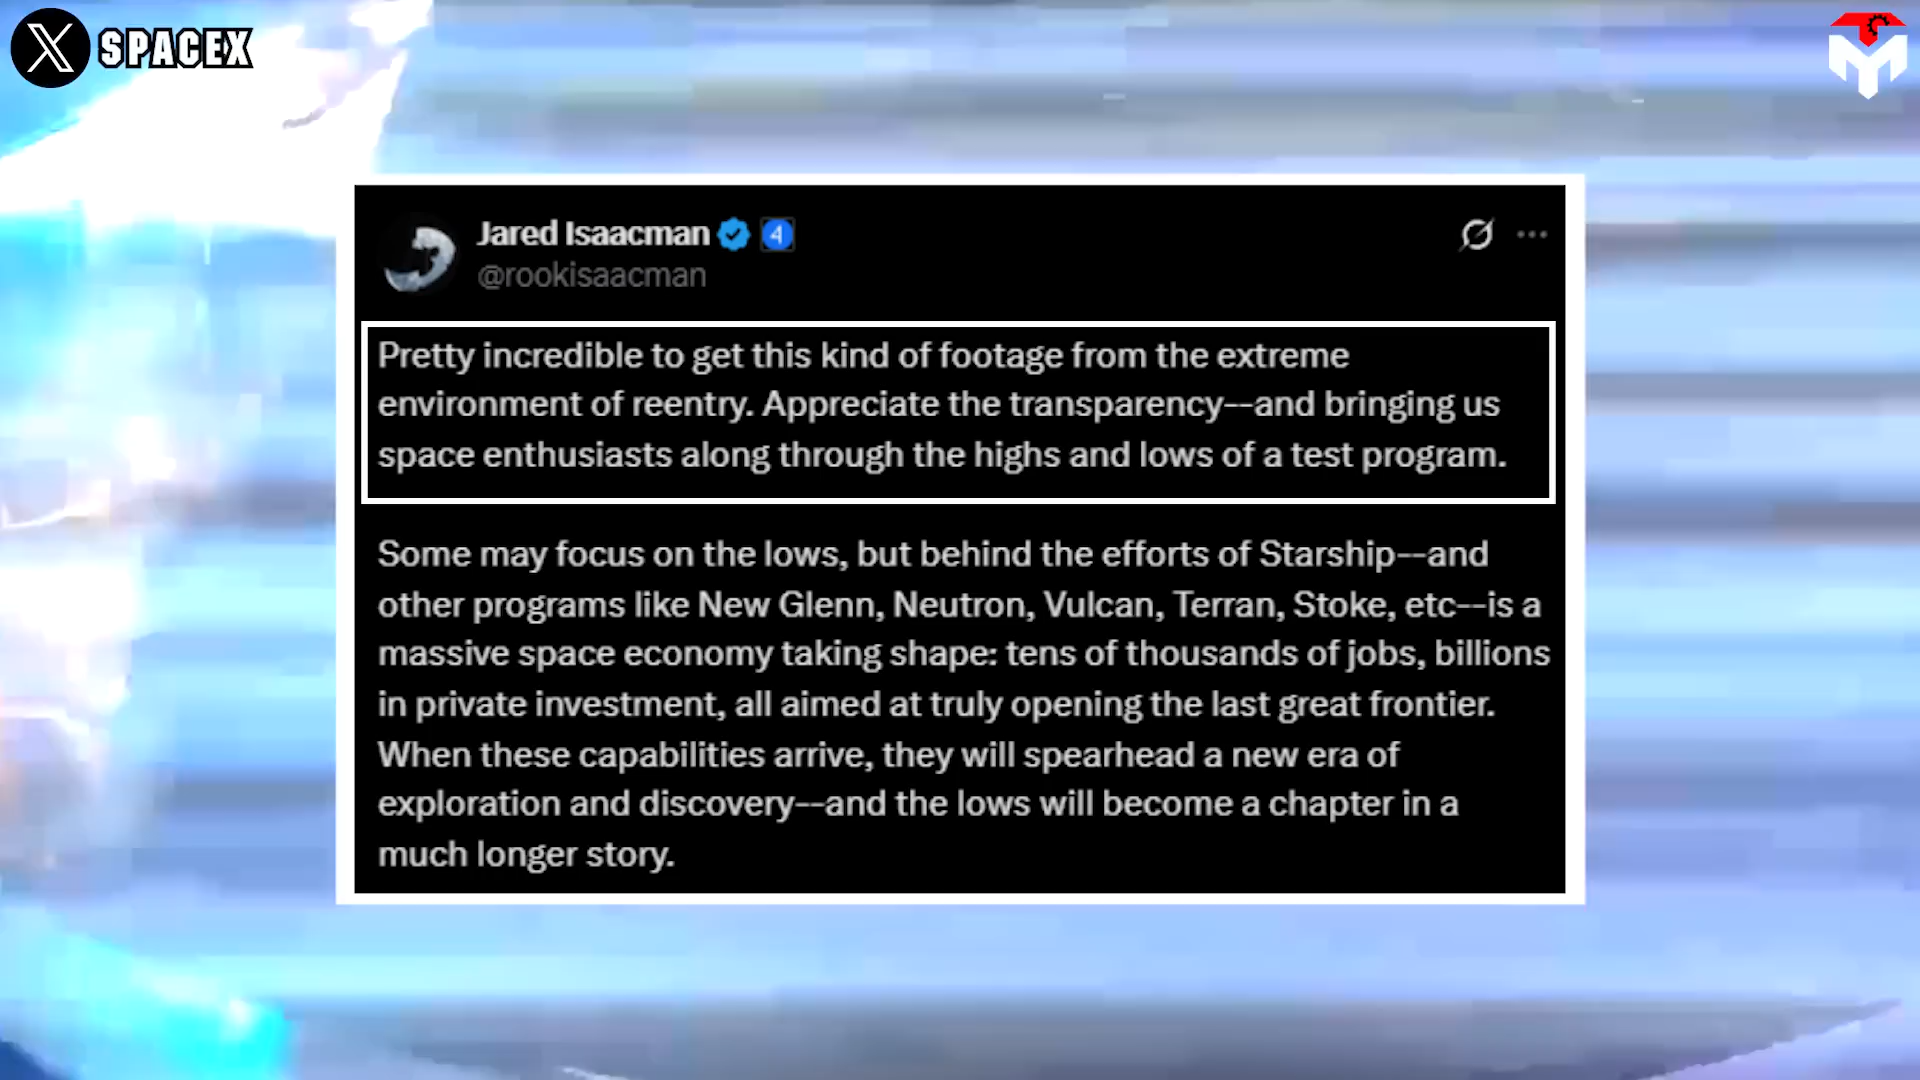 SPACEX
Jared Isaacman 4
@rookisaacman
Pretty incredible to get this kind of footage from the extreme
environment of reentry. Appreciate the transparency--and bringing us
space enthusiasts along through the highs and lows of a test program.
Some may focus on the lows, but behind the efforts of Starship--and
other programs like New Glenn, Neutron, Vulcan, Terran, Stoke, etc--is a
massive space economy taking shape: tens of thousands of jobs, billions
in private investment, all aimed at truly opening the last great frontier.
When these capabilities arrive, they will spearhead a new era of
exploration and discovery--and the lows will become a chapter in a
much longer story.